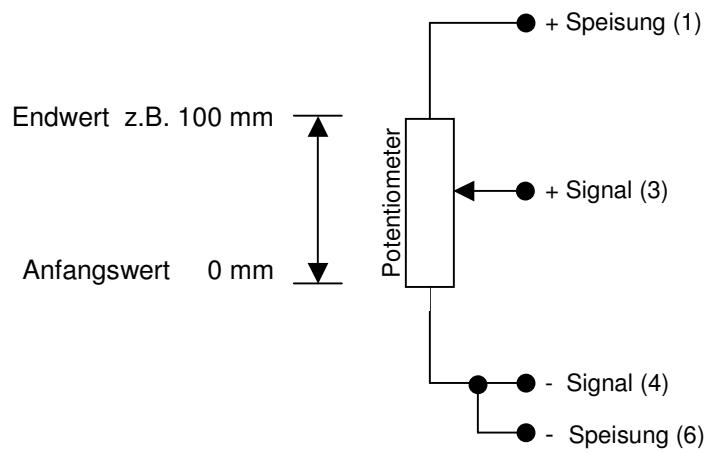 + Speisung (1)
Endwert z.B. 100 mm
Potentiometer
+ Signal (3)
Anfangswert 0 mm
- Signal (4)
- Speisung (6)